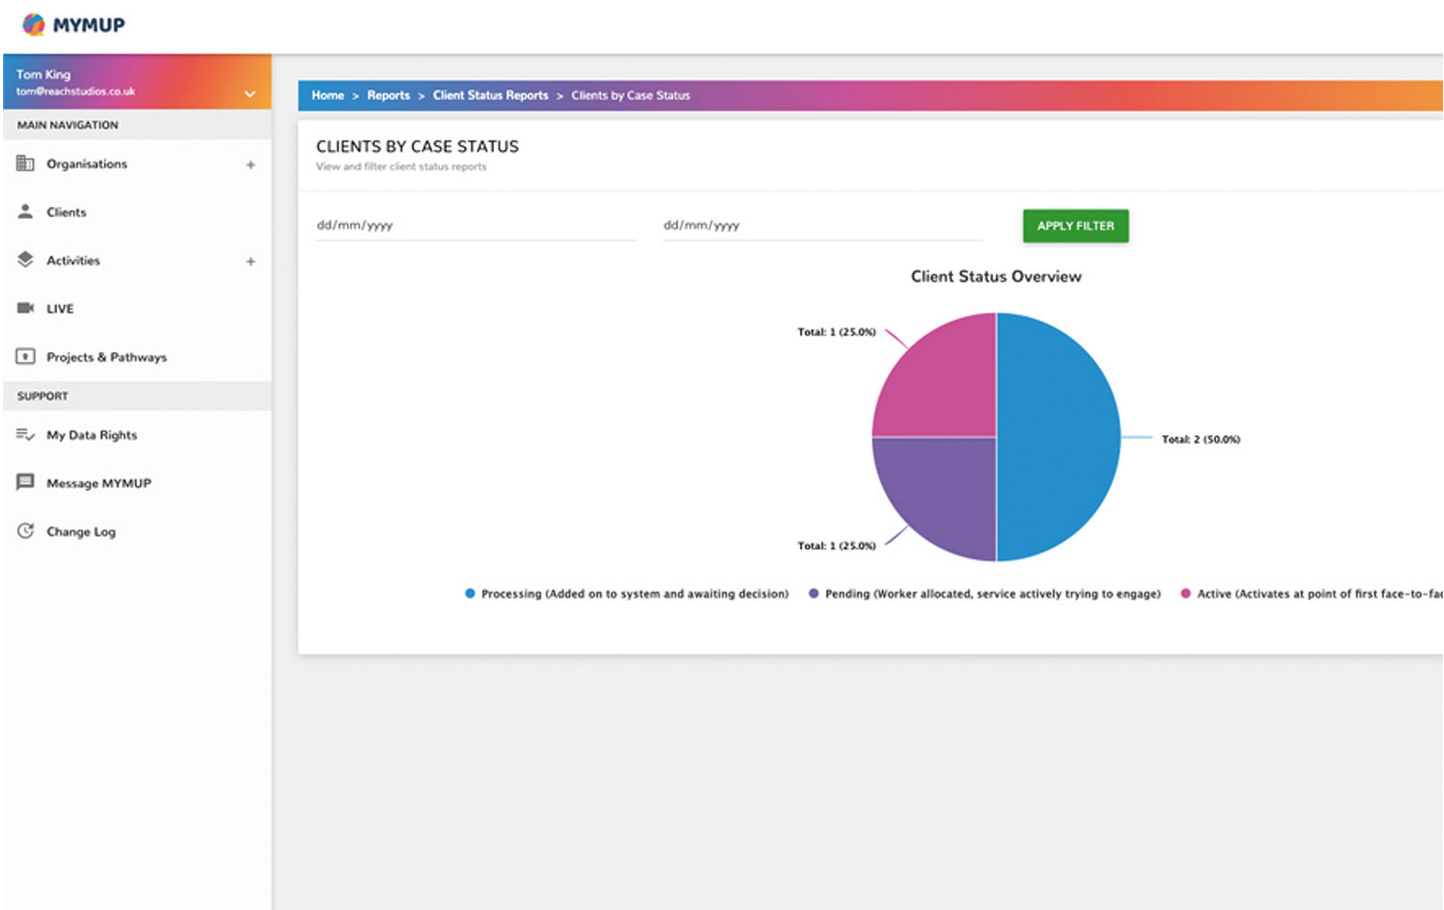 MYMUP
Tom King
tom@reachstudios.co.uk
MAIN NAVIGATION
Organisations +
Clients
Activities +
LIVE
Projects & Pathways
SUPPORT
My Data Rights
Message MYMUP
Change Log
Home > Reports > Client Status Reports > Clients by Case Status
CLIENTS BY CASE STATUS
View and filter client status reports
dd/mm/yyyy dd/mm/yyyy APPLY FILTER
Client Status Overview
Total: 1 (25.0%)
Total: 2 (50.0%)
Total: 1 (25.0%)
Processing (Added on to system and awaiting decision) Pending (Worker allocated, service actively trying to engage) Active (Activates at point of first face-to-fac